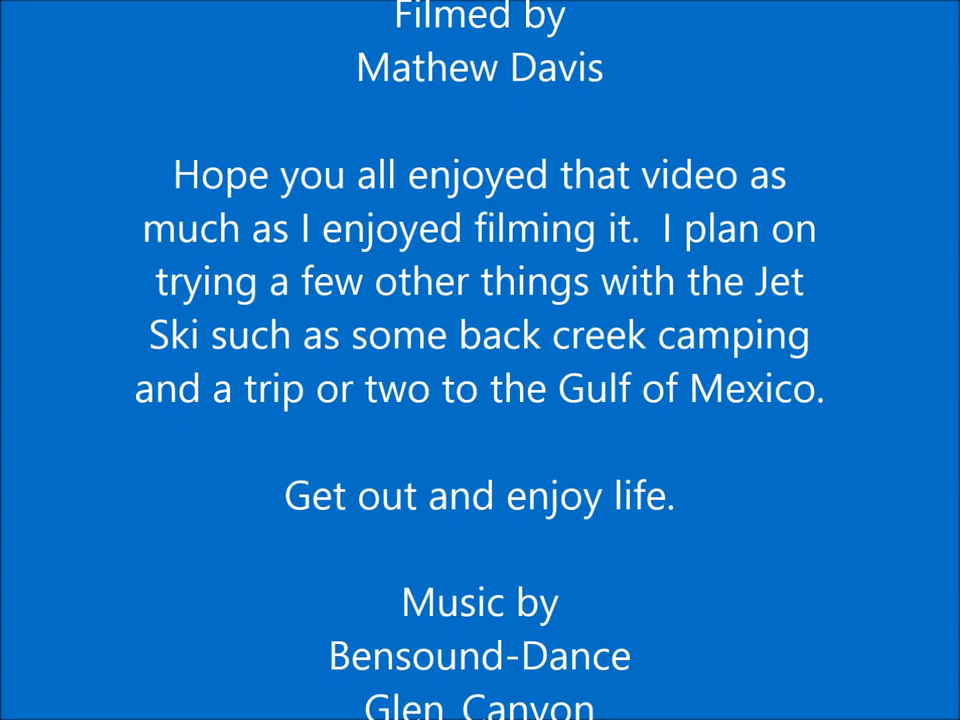 Filmed by
Mathew Davis
Hope you all enjoyed that video as
much as I enjoyed filming it.  I plan on
trying a few other things with the Jet
Ski such as some back creek camping
and a trip or two to the Gulf of Mexico.
Get out and enjoy life.
Music by
Bensound-Dance
Glen_Canyon